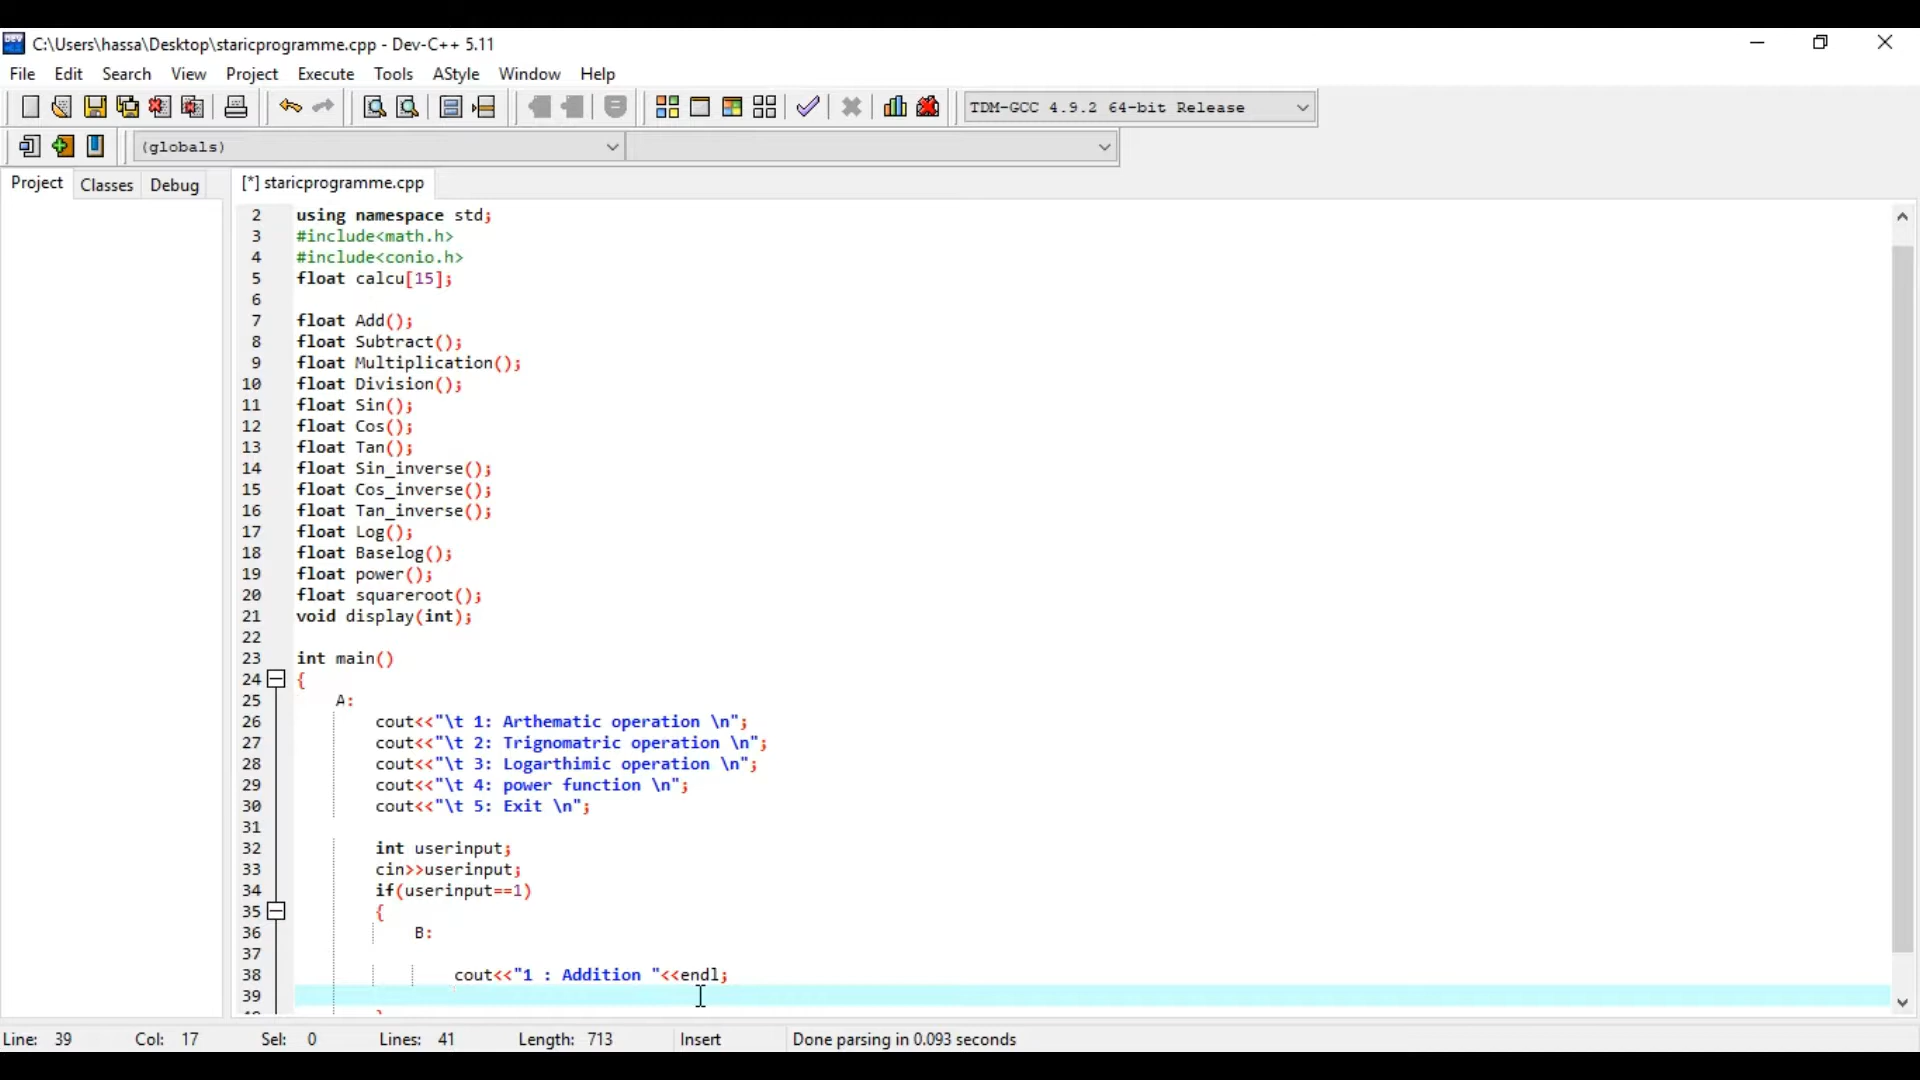 C:\Users\hassa\Desktop\staricprogramme.cpp - Dev-C++ 5.11
File Edit Search View Project Execute Tools AStyle Window Help
TDM-GCC 4.9.2 64-bit Release
(globals)
Project Classes Debug
[*] staricprogramme.cpp
2 using namespace std;
3 #include<math.h>
4 #include<conio.h>
5 float calcu[15];
6
7 float Add();
8 float Subtract();
9 float Multiplication();
10 float Division();
11 float Sin();
12 float Cos();
13 float Tan();
14 float Sin_inverse();
15 float Cos_inverse();
16 float Tan_inverse();
17 float Log();
18 float Baselog();
19 float power();
20 float squareroot();
21 void display(int);
22
23 int main()
24 {
25 A:
26 cout<<"\t 1: Arthematic operation \n";
27 cout<<"\t 2: Trignomatric operation \n";
28 cout<<"\t 3: Logarthimic operation \n";
29 cout<<"\t 4: power function \n";
30 cout<<"\t 5: Exit \n";
31
32 int userinput;
33 cin>>userinput;
34 if(userinput==1)
35 {
36 B:
37
38 cout<<"1 : Addition "<<endl;
39
Line: 39 Col: 17 Sel: 0 Lines: 41 Length: 713 Insert Done parsing in 0.093 seconds